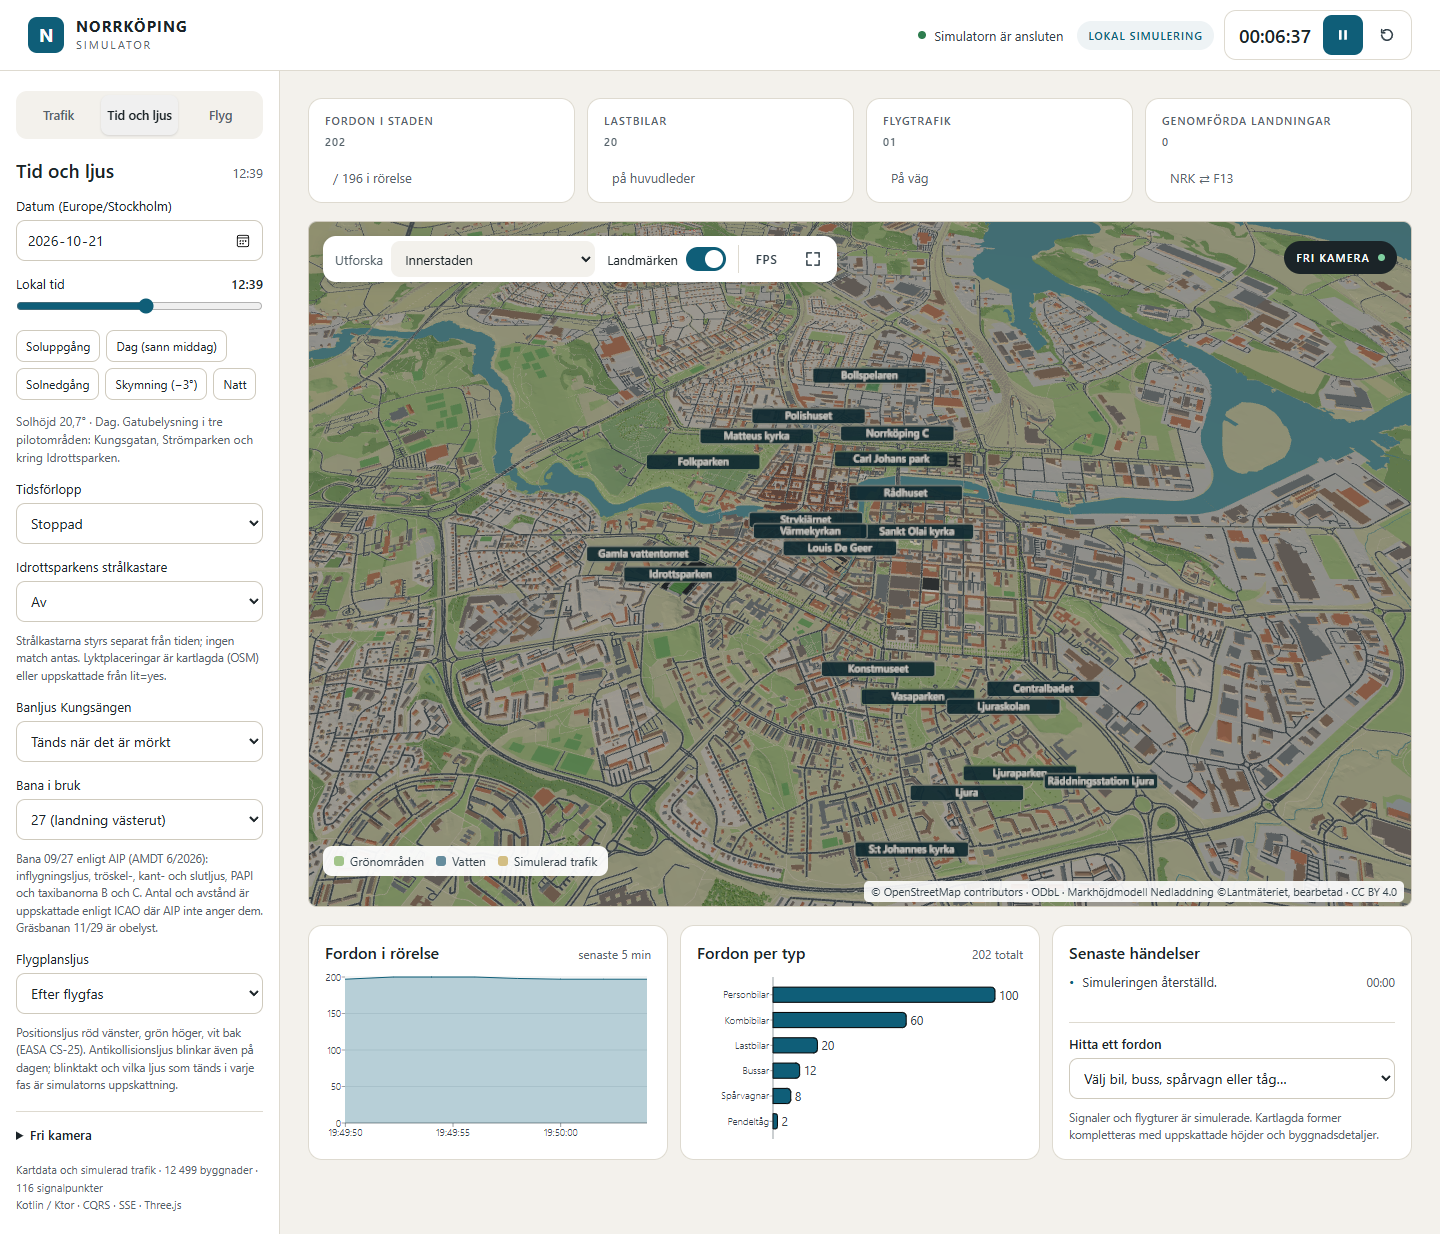 N
NORRKÖPING
SIMULATOR
Simulatorn är ansluten
LOKAL SIMULERING
00:06:37
Trafik
Tid och ljus
Flyg
Tid och ljus
12:39
Datum (Europe/Stockholm)
2026-10-21
Lokal tid
12:39
Soluppgång
Dag (sann middag)
Solnedgång
Skymning (−3°)
Natt
Solhöjd 20,7° · Dag. Gatubelysning i tre
pilotområden: Kungsgatan, Strömparken och
kring Idrottsparken.
Tidsförlopp
Stoppad
Idrottsparkens strålkastare
Av
Strålkastarna styrs separat från tiden; ingen
match antas. Lyktplaceringar är kartlagda (OSM)
eller uppskattade från lit=yes.
Banljus Kungsängen
Tänds när det är mörkt
Bana i bruk
27 (landning västerut)
Bana 09/27 enligt AIP (AMDT 6/2026):
inflygningsljus, tröskel-, kant- och slutljus, PAPI
och taxibanorna B och C. Antal och avstånd är
uppskattade enligt ICAO där AIP inte anger dem.
Gräsbanan 11/29 är obelyst.
Flygplansljus
Efter flygfas
Positionsljus röd vänster, grön höger, vit bak
(EASA CS-25). Antikollisionsljus blinkar även på
dagen; blinktakt och vilka ljus som tänds i varje
fas är simulatorns uppskattning.
Fri kamera
Kartdata och simulerad trafik · 12 499 byggnader ·
116 signalpunkter
Kotlin / Ktor · CQRS · SSE · Three.js
FORDON I STADEN
202
/ 196 i rörelse
LASTBILAR
20
på huvudleder
FLYGTRAFIK
01
På väg
GENOMFÖRDA LANDNINGAR
0
NRK ⇄ F13
Utforska
Innerstaden
Landmärken
FPS
FRI KAMERA
Bollspelaren
Polishuset
Matteus kyrka
Norrköping C
Folkparken
Carl Johans park
Rådhuset
Strykjärnet
Värmekyrkan
Sankt Olai kyrka
Louis De Geer
Gamla vattentornet
Idrottsparken
Konstmuseet
Centralbadet
Vasaparken
Ljuraskolan
Ljuraparken
Räddningsstation Ljura
Ljura
S:t Johannes kyrka
Grönområden
Vatten
Simulerad trafik
© OpenStreetMap contributors · ODbL · Markhöjdmodell Nedladdning ©Lantmäteriet, bearbetad · CC BY 4.0
Fordon i rörelse
senaste 5 min
200
150
100
50
0
19:49:50
19:49:55
19:50:00
Fordon per typ
202 totalt
Personbilar
100
Kombibilar
60
Lastbilar
20
Bussar
12
Spårvagnar
8
Pendeltåg
2
Senaste händelser
• Simuleringen återställd.
00:00
Hitta ett fordon
Välj bil, buss, spårvagn eller tåg...
Signaler och flygturer är simulerade. Kartlagda former
kompletteras med uppskattade höjder och byggnadsdetaljer.